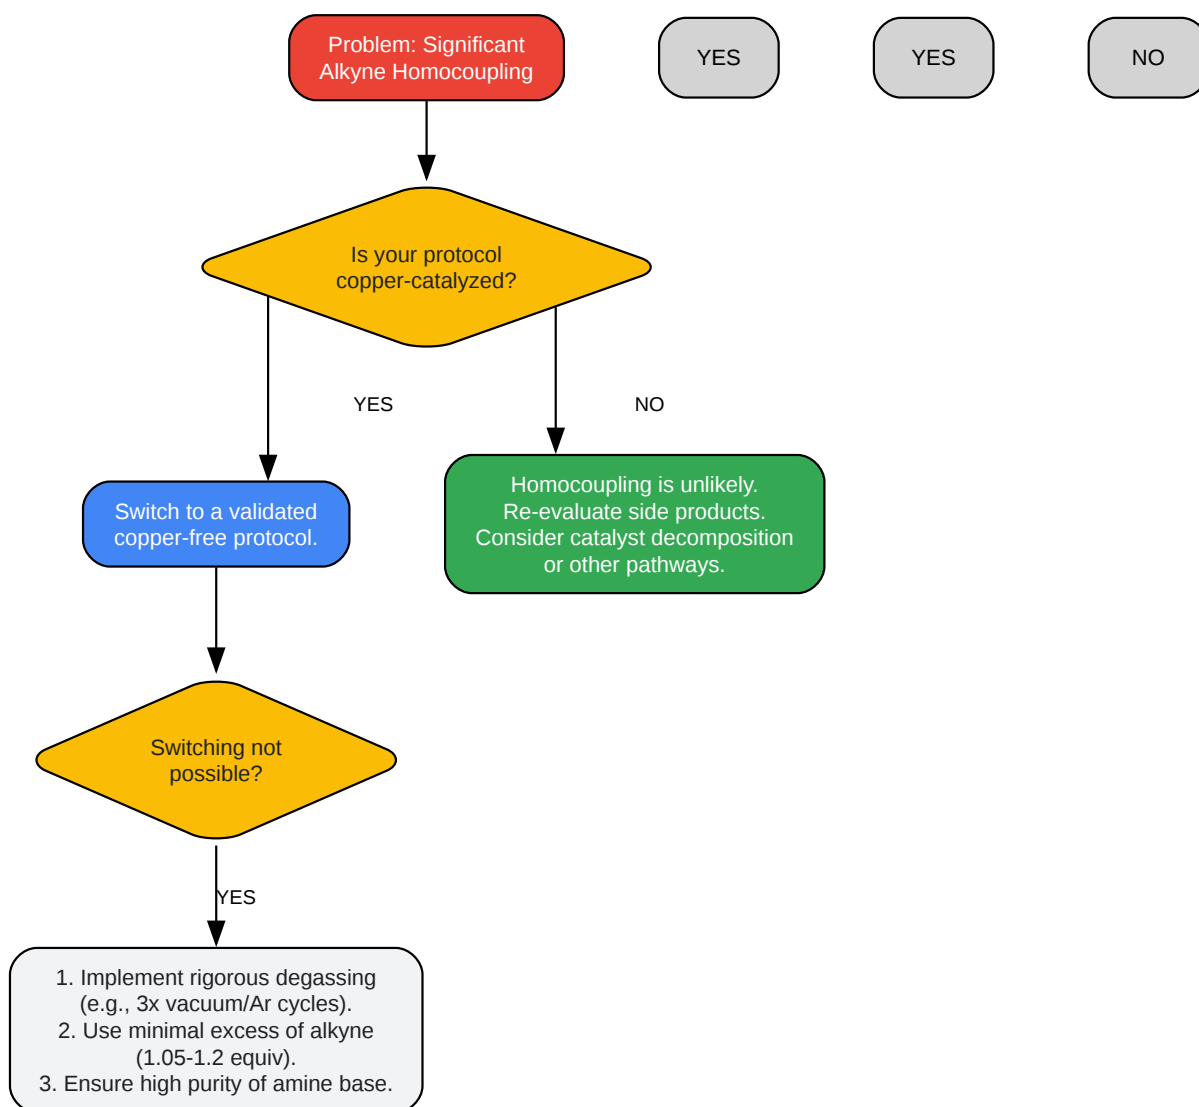 Problem: Significant
Alkyne Homocoupling
YES
YES
NO
Is your protocol
copper-catalyzed?
YES
NO
Switch to a validated
copper-free protocol.
Homocoupling is unlikely.
Re-evaluate side products.
Consider catalyst decomposition
or other pathways.
Switching not
possible?
YES
1. Implement rigorous degassing
(e.g., 3x vacuum/Ar cycles).
2. Use minimal excess of alkyne
(1.05-1.2 equiv).
3. Ensure high purity of amine base.